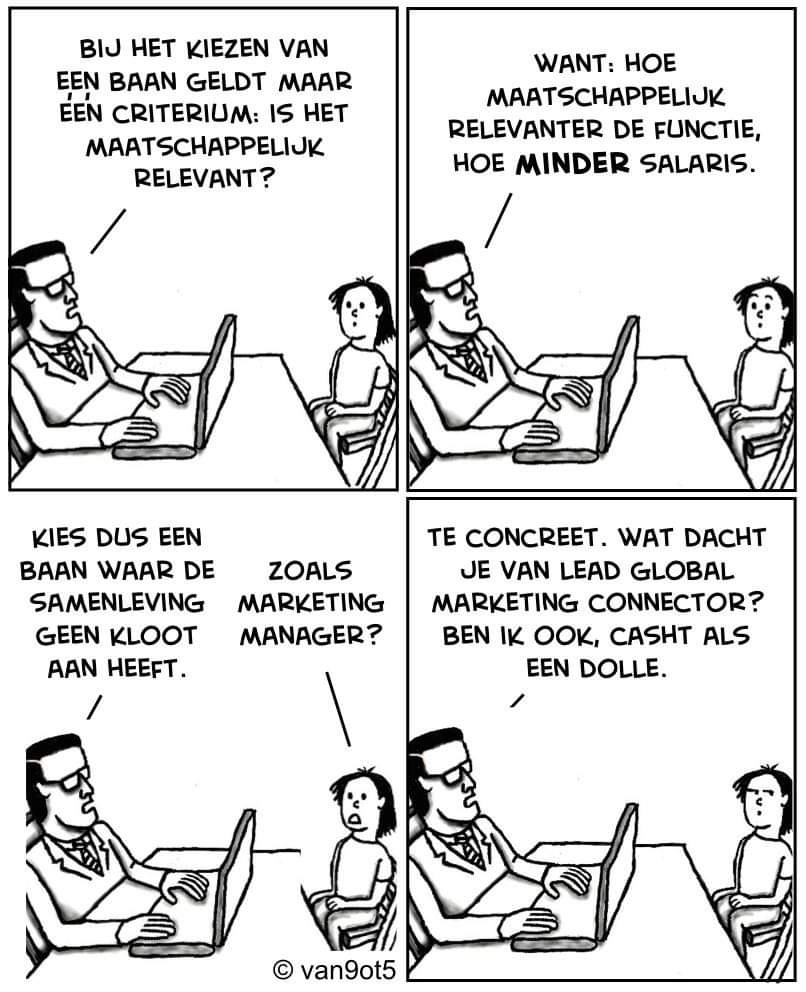 BIJ HET KIEZEN VAN
EEN BAAN GELDT MAAR
ÉÉN CRITERIUM: IS HET
MAATSCHAPPELIJK
RELEVANT?
WANT: HOE
MAATSCHAPPELIJK
RELEVANTER DE FUNCTIE,
HOE MINDER SALARIS.
KIES DUS EEN
BAAN WAAR DE
SAMENLEVING
GEEN KLOOT
AAN HEEFT.
ZOALS
MARKETING
MANAGER?
© van9ot5
TE CONCREET. WAT DACHT
JE VAN LEAD GLOBAL
MARKETING CONNECTOR?
BEN IK OOK, CASHT ALS
EEN DOLLE.